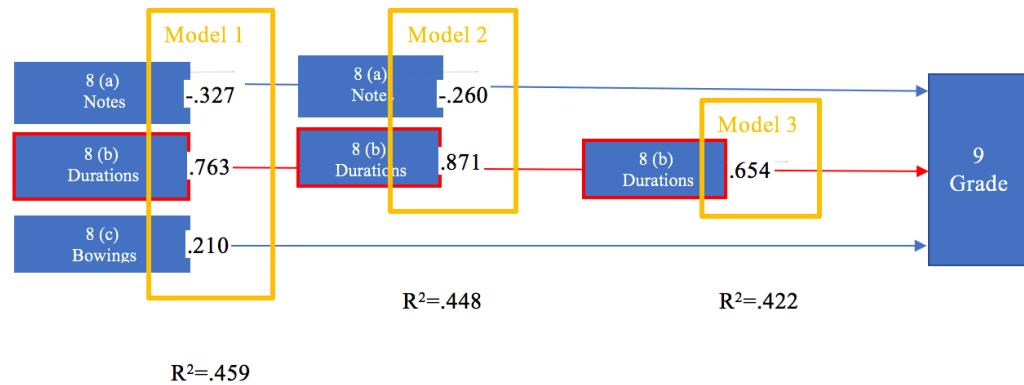 Model 1
Model 2
8 (a)
Notes
-.327
8 (a)
Notes
-.260
Model 3
8 (b)
Durations
.763
8 (b)
Durations
.871
8 (b)
Durations
.654
9
Grade
8 (c)
Bowings
.210
R²=.448
R²=.422
R²=.459